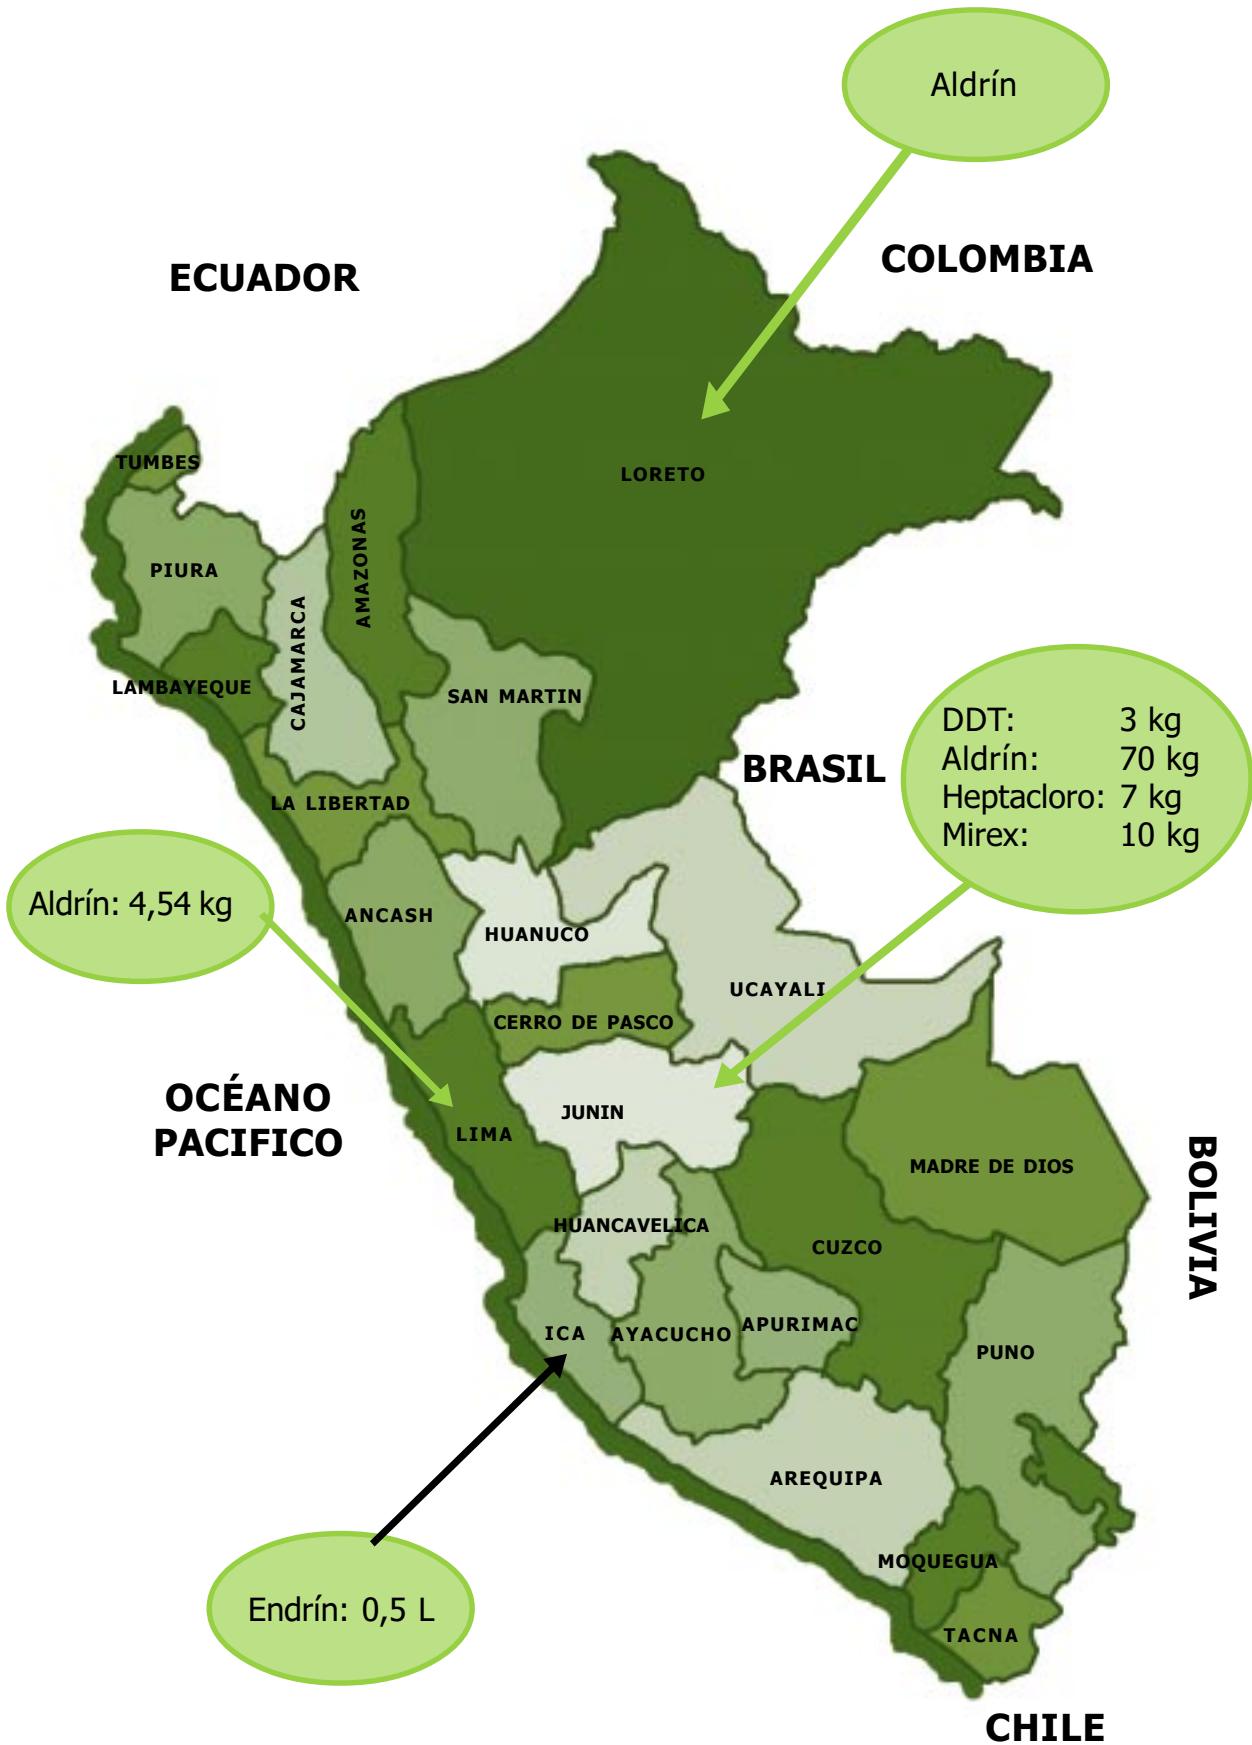 Aldrín
COLOMBIA
ECUADOR
TUMBES
LORETO
PIURA
AMAZONAS
CAJAMARCA
LAMBAYEQUE
SAN MARTIN
DDT: 3 kg
Aldrín: 70 kg
Heptacloro: 7 kg
Mirex: 10 kg
BRASIL
LA LIBERTAD
Aldrín: 4,54 kg
ANCASH
HUANUCO
UCAYALI
CERRO DE PASCO
OCÉANO
PACIFICO
JUNIN
LIMA
MADRE DE DIOS
BOLIVIA
HUANCAVELICA
CUZCO
ICA
AYACUCHO
APURIMAC
PUNO
AREQUIPA
MOQUEGUA
Endrín: 0,5 L
TACNA
CHILE